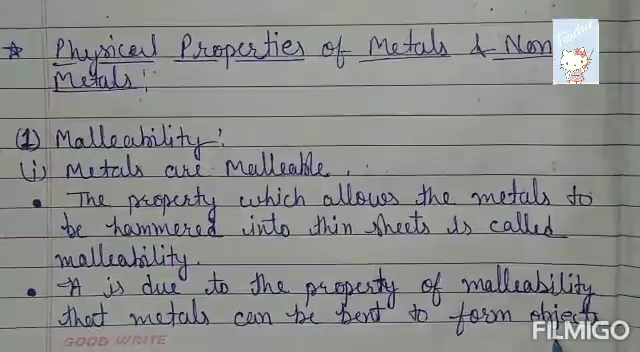 * Physical Properties of Metals & Non
Metals:
(1) Malleability:
(i) Metals are Malleable.
• The property which allows the metals to
be hammered into thin sheets is called
malleability.
• It is due to the property of malleability
that metals can be bent to form objects
GOOD WRITE
FILMIGO